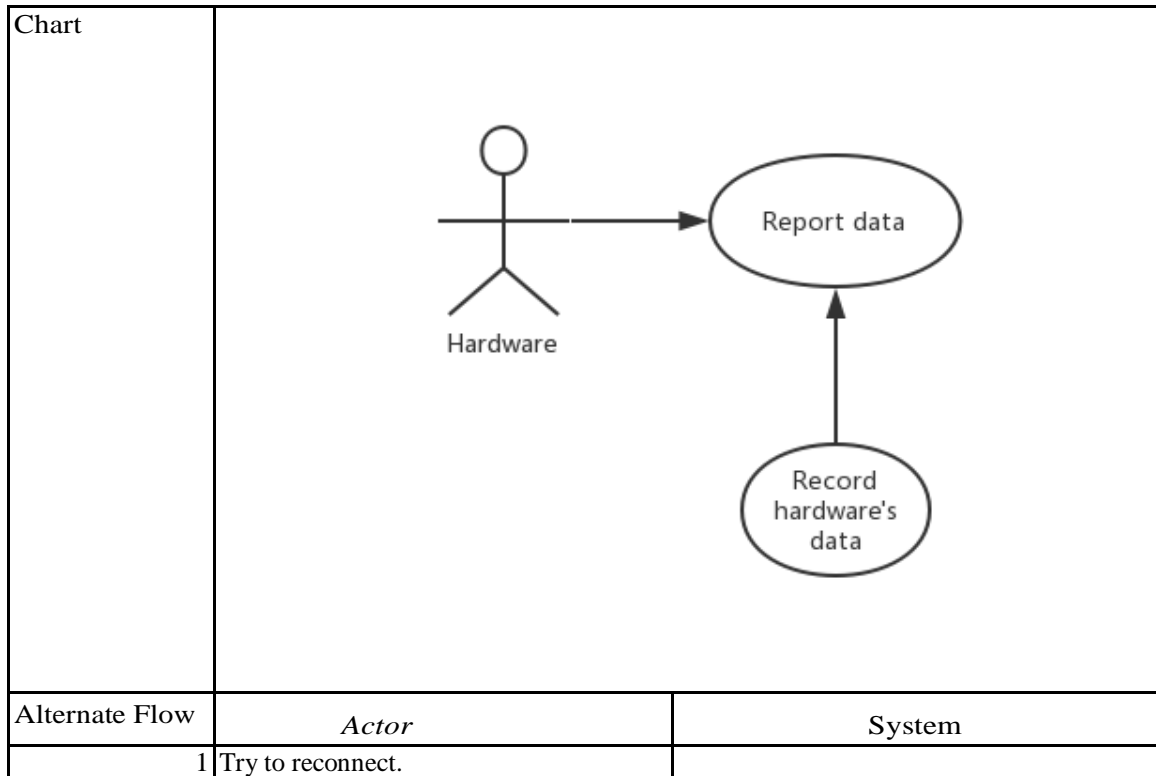 Chart
Report data
Hardware
Record
hardware's
data
Alternate Flow Actor System
1 Try to reconnect.